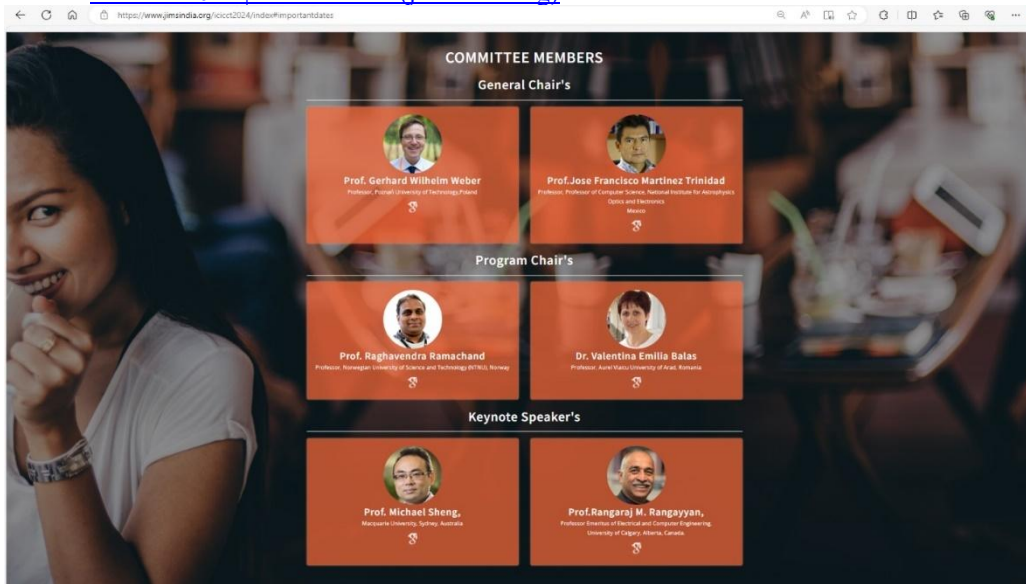 https://www.jimsindia.org/icicct2024/index#importantdates
COMMITTEE MEMBERS
General Chair's
Prof. Gerhard Wilhelm Weber
Professor, Poznań University of Technology,Poland
Prof.Jose Francisco Martinez Trinidad
Professor, Professor of Computer Science, National Institute for Astrophysics
Optics and Electronics
Mexico
Program Chair's
Prof. Raghavendra Ramachand
Professor, Norwegian University of Science and Technology (NTNU), Norway
Dr. Valentina Emilia Balas
Professor, Aurel Vlaicu University of Arad, Romania
Keynote Speaker's
Prof. Michael Sheng,
Macquarie University, Sydney, Australia
Prof.Rangaraj M. Rangayyan,
Professor Emeritus of Electrical and Computer Engineering,
University of Calgary, Alberta, Canada.